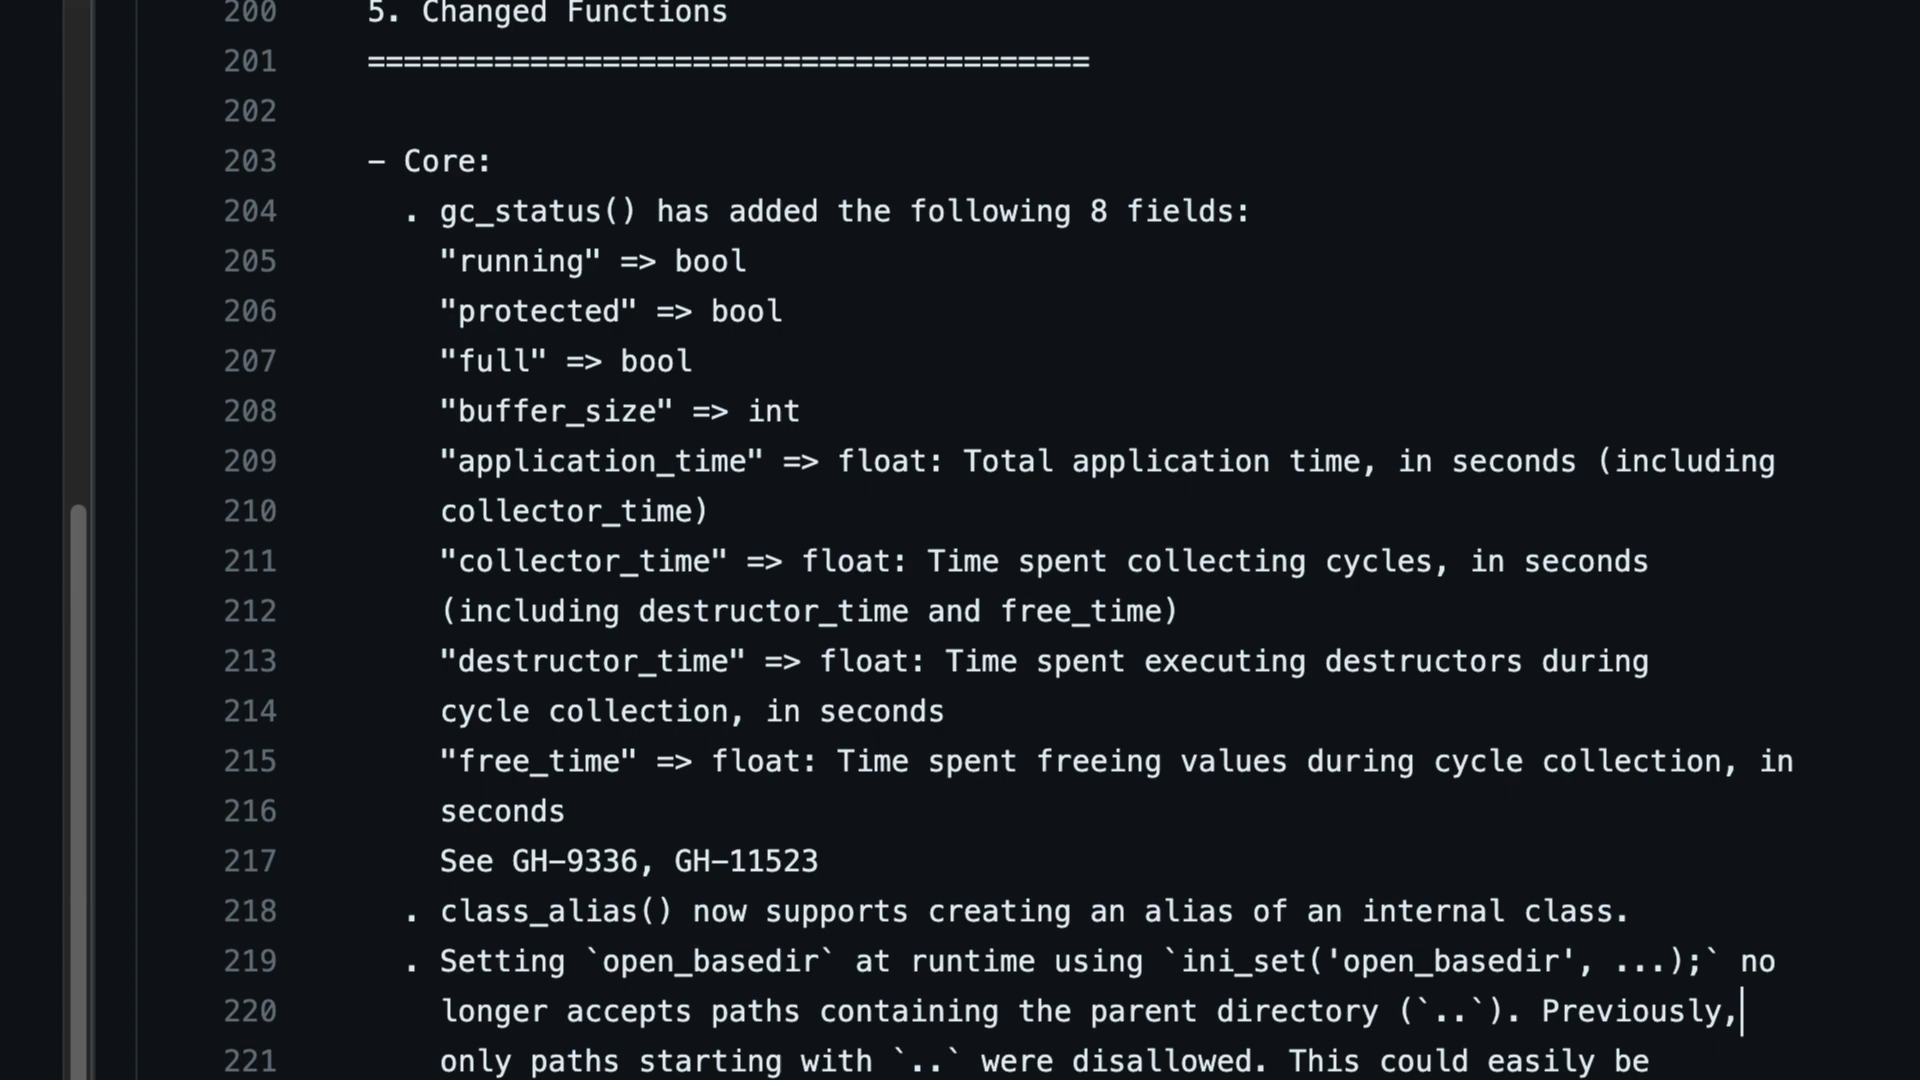 200 5. Changed Functions
201 ========================================
202
203 - Core:
204 . gc_status() has added the following 8 fields:
205 "running" => bool
206 "protected" => bool
207 "full" => bool
208 "buffer_size" => int
209 "application_time" => float: Total application time, in seconds (including
210 collector_time)
211 "collector_time" => float: Time spent collecting cycles, in seconds
212 (including destructor_time and free_time)
213 "destructor_time" => float: Time spent executing destructors during
214 cycle collection, in seconds
215 "free_time" => float: Time spent freeing values during cycle collection, in
216 seconds
217 See GH-9336, GH-11523
218 . class_alias() now supports creating an alias of an internal class.
219 . Setting `open_basedir` at runtime using `ini_set('open_basedir', ...);` no
220 longer accepts paths containing the parent directory (`..`). Previously,
221 only paths starting with `..` were disallowed. This could easily be